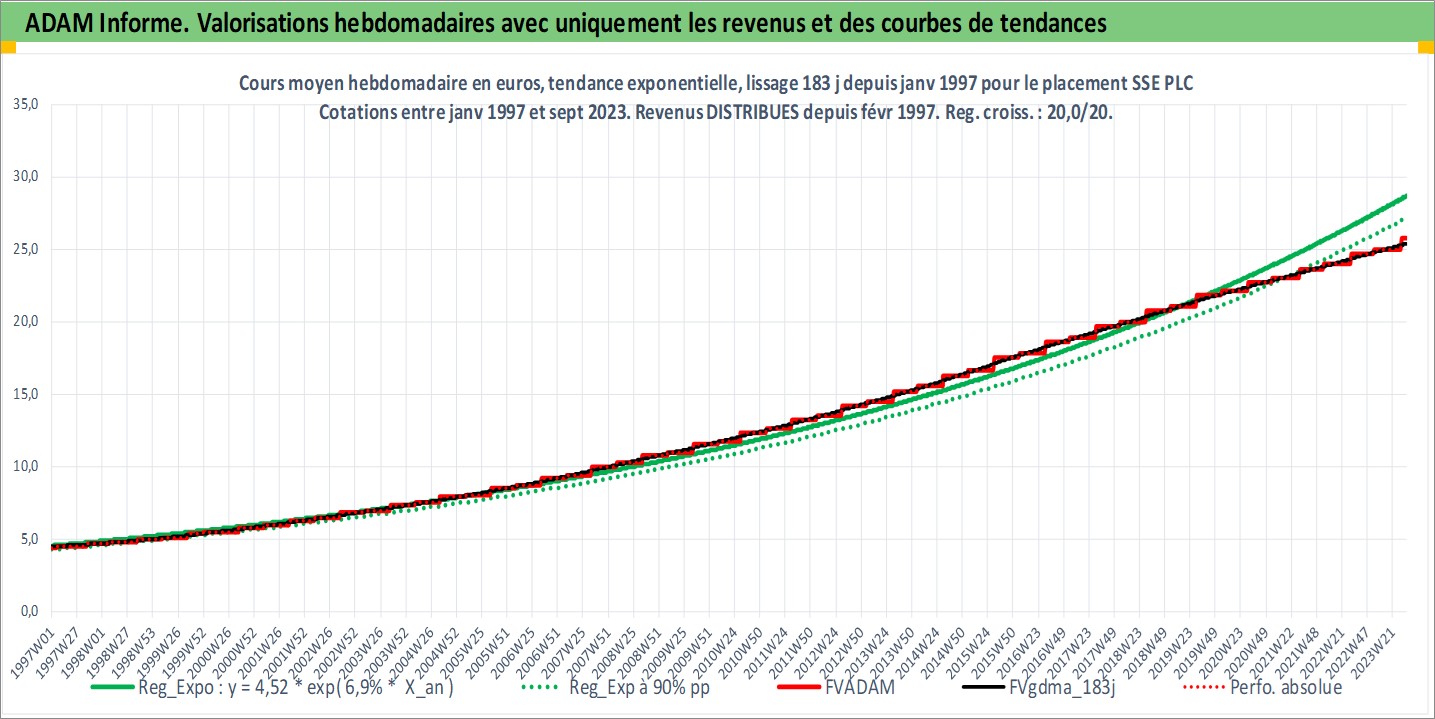 ADAM Informe. Valorisations hebdomadaires avec uniquement les revenus et des courbes de tendances
Cours moyen hebdomadaire en euros, tendance exponentielle, lissage 183 j depuis janv 1997 pour le placement SSE PLC
Cotations entre janv 1997 et sept 2023. Revenus DISTRIBUES depuis févr 1997. Reg. croiss. : 20,0/20.
35,0
30,0
25,0
20,0
15,0
10,0
5,0
0,0
1997W01
1997W27
1998W01
1998W27
1998W53
1999W26
1999W52
2000W26
2000W52
2001W26
2001W52
2002W26
2002W52
2003W26
2003W52
2004W26
2004W52
2005W25
2005W51
2006W25
2006W51
2007W25
2007W51
2008W25
2008W51
2009W25
2009W51
2010W24
2010W50
2011W24
2011W50
2012W24
2012W50
2013W24
2013W50
2014W24
2014W50
2015W24
2015W50
2016W23
2016W49
2017W23
2017W49
2018W23
2018W49
2019W23
2019W49
2020W23
2020W49
2021W22
2021W48
2022W21
2022W47
2023W21
Reg_Expo : y = 4,52 * exp( 6,9% * X_an ) Reg_Exp à 90% pp FVADAM FVgdma_183j Perfo. absolue